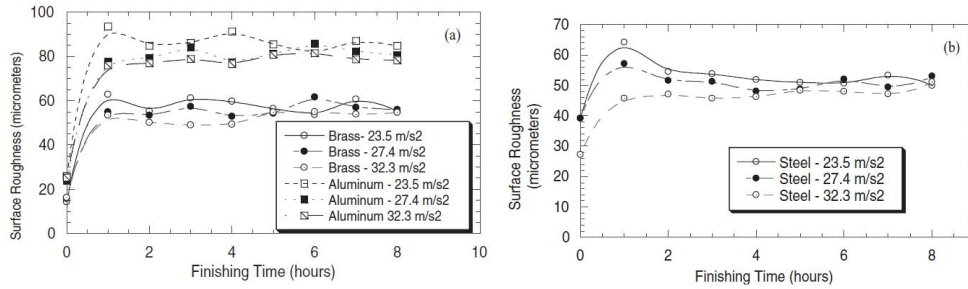 (a)
Surface Roughness (micrometers)
100
80
60
40
20
0
Brass- 23.5 m/s2
Brass - 27.4 m/s2
Brass - 32.3 m/s2
Aluminum - 23.5 m/s2
Aluminum - 27.4 m/s2
Aluminum 32.3 m/s2
0 2 4 6 8 10
Finishing Time (hours)
(b)
Surface Roughness
(micrometers)
70
60
50
40
30
20
10
0
Steel - 23.5 m/s2
Steel - 27.4 m/s2
Steel - 32.3 m/s2
0 2 4 6 8
Finishing Time (hours)